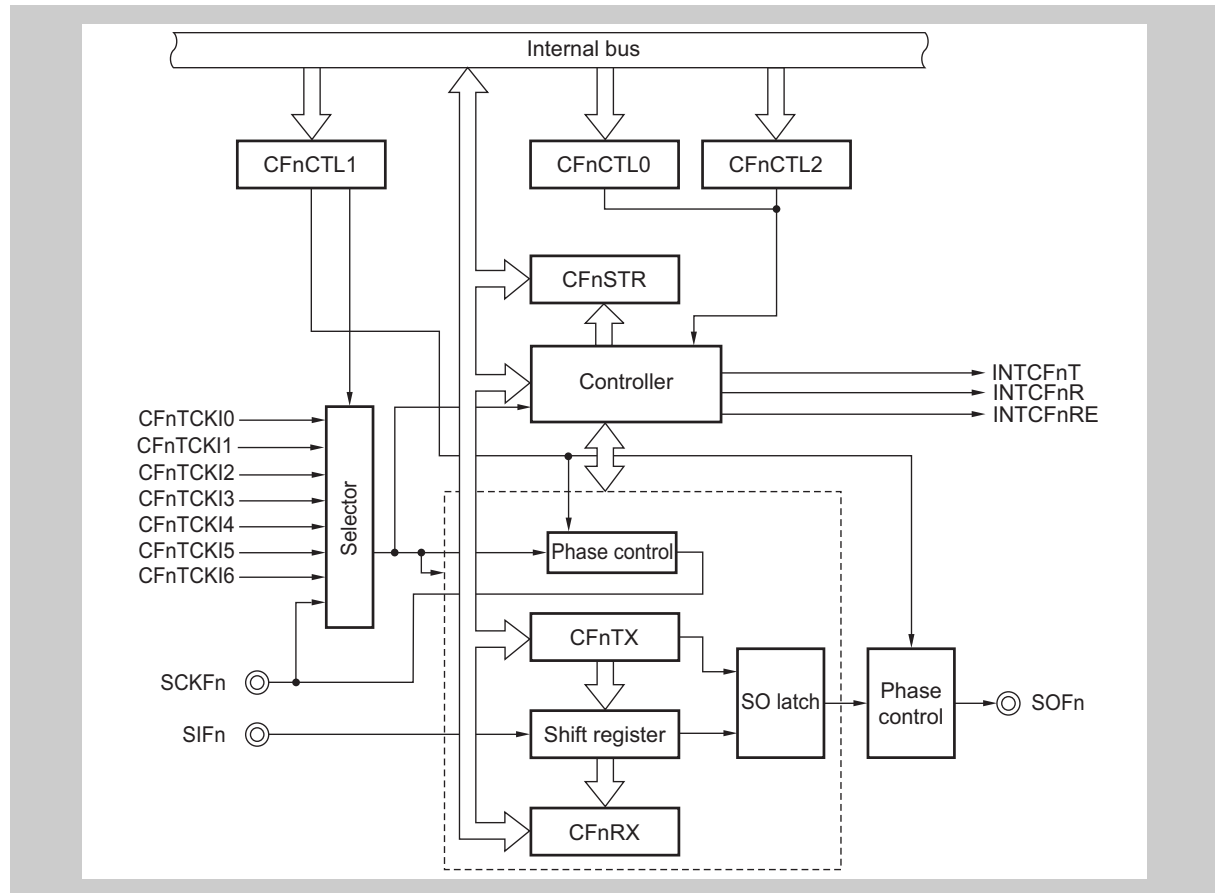 Internal bus
CFnCTL1
CFnCTL0
CFnCTL2
CFnSTR
Controller
INTCFnT
INTCFnR
INTCFnRE
CFnTCKI0
CFnTCKI1
CFnTCKI2
CFnTCKI3
CFnTCKI4
CFnTCKI5
CFnTCKI6
Selector
Phase control
CFnTX
SCKFn
SO latch
Phase
control
SOFn
SIFn
Shift register
CFnRX